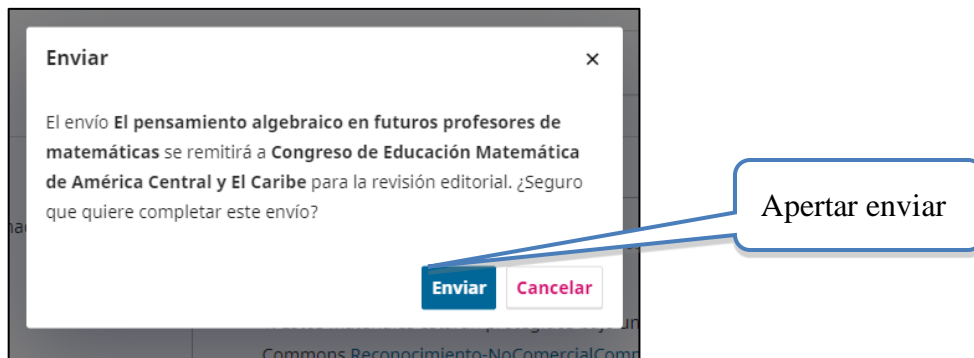 Enviar ×
El envío El pensamiento algebraico en futuros profesores de
matemáticas se remitirá a Congreso de Educación Matemática
de América Central y El Caribe para la revisión editorial. ¿Seguro
que quiere completar este envío?
Apertar enviar
Enviar Cancelar
Commons Reconocimiento-NoComercialComp